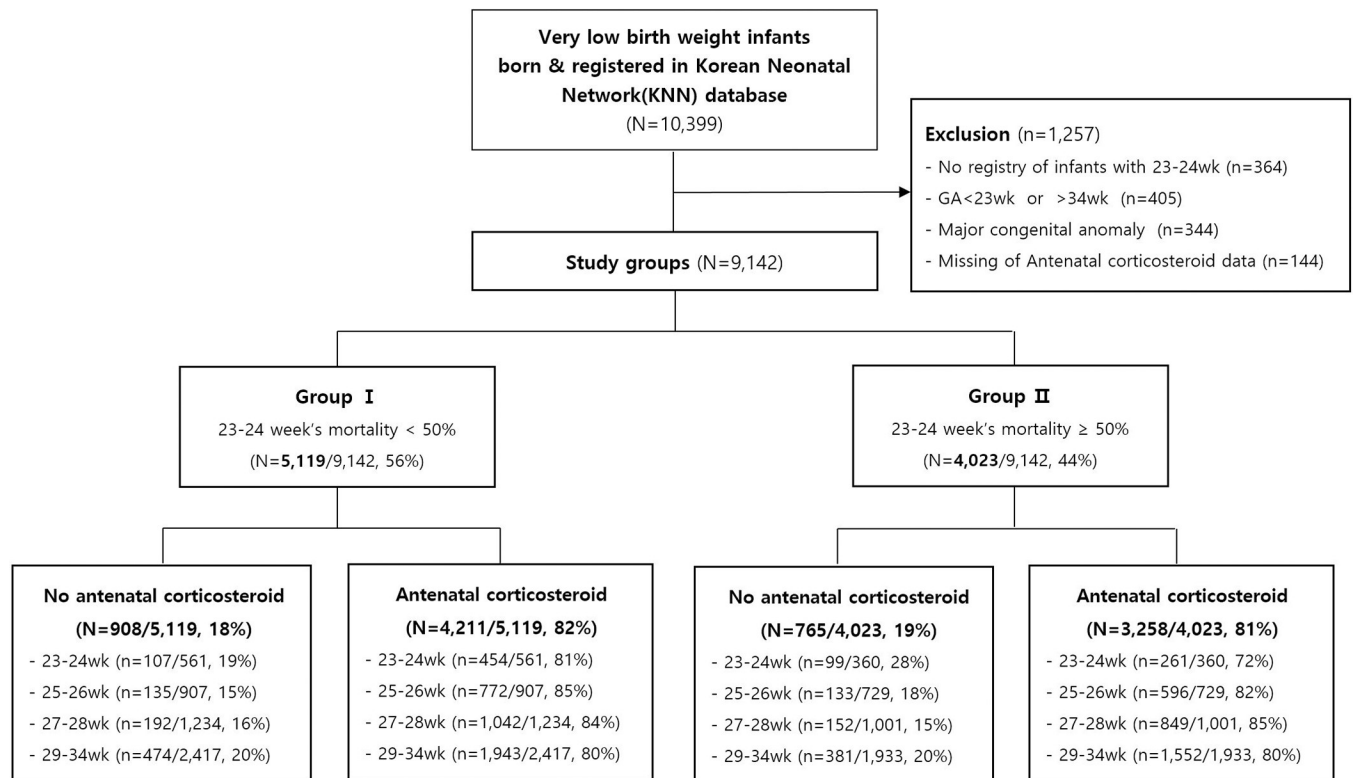 Very low birth weight infants
born & registered in Korean Neonatal
Network(KNN) database
(N=10,399)
Exclusion (n=1,257)
- No registry of infants with 23-24wk (n=364)
- GA<23wk or >34wk (n=405)
- Major congenital anomaly (n=344)
- Missing of Antenatal corticosteroid data (n=144)
Study groups (N=9,142)
Group Ⅰ
23-24 week's mortality < 50%
(N=5,119/9,142, 56%)
Group Ⅱ
23-24 week's mortality ≥ 50%
(N=4,023/9,142, 44%)
No antenatal corticosteroid
(N=908/5,119, 18%)
- 23-24wk (n=107/561, 19%)
- 25-26wk (n=135/907, 15%)
- 27-28wk (n=192/1,234, 16%)
- 29-34wk (n=474/2,417, 20%)
Antenatal corticosteroid
(N=4,211/5,119, 82%)
- 23-24wk (n=454/561, 81%)
- 25-26wk (n=772/907, 85%)
- 27-28wk (n=1,042/1,234, 84%)
- 29-34wk (n=1,943/2,417, 80%)
No antenatal corticosteroid
(N=765/4,023, 19%)
- 23-24wk (n=99/360, 28%)
- 25-26wk (n=133/729, 18%)
- 27-28wk (n=152/1,001, 15%)
- 29-34wk (n=381/1,933, 20%)
Antenatal corticosteroid
(N=3,258/4,023, 81%)
- 23-24wk (n=261/360, 72%)
- 25-26wk (n=596/729, 82%)
- 27-28wk (n=849/1,001, 85%)
- 29-34wk (n=1,552/1,933, 80%)